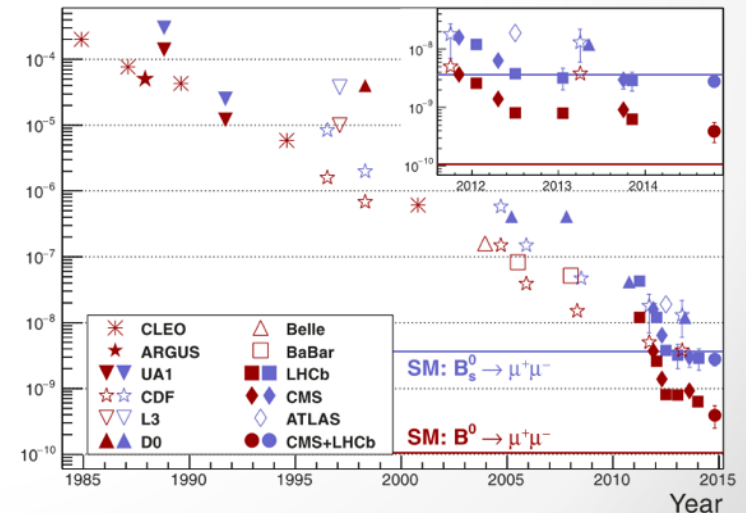 10⁻⁴
10⁻⁵
10⁻⁶
10⁻⁷
10⁻⁸
10⁻⁹
10⁻¹⁰
10⁻⁸
10⁻⁹
10⁻¹⁰
2012 2013 2014
CLEO Belle
ARGUS BaBar
UA1 LHCb
CDF CMS
L3 ATLAS
D0 CMS+LHCb
SM: B⁰ₛ → μ⁺μ⁻
SM: B⁰ → μ⁺μ⁻
1985 1990 1995 2000 2005 2010 2015
Year